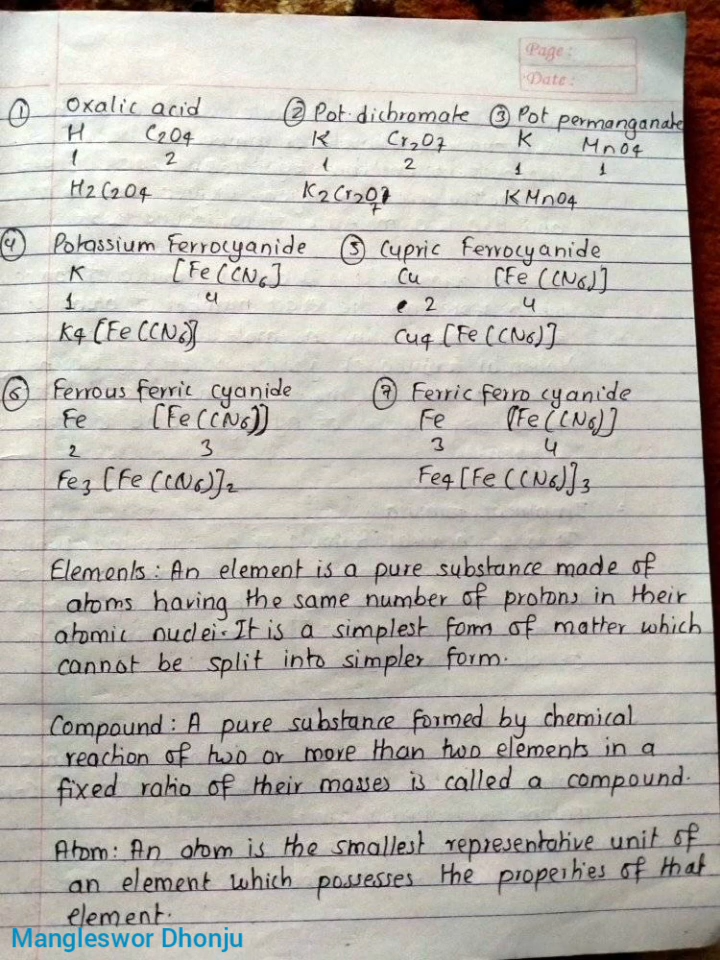 Page:
Date:
① Oxalic acid ② Pot. dichromate ③ Pot permanganate
H C2O4 K Cr2O7 K MnO4
1 2 1 2 1 1
H2C2O4 K2Cr2O7 KMnO4
④ Potassium Ferrocyanide ⑤ Cupric Ferrocyanide
K [Fe(CN6] Cu [Fe(CN6)]
1 4 2 4
K4[Fe(CN6)] Cu4[Fe(CN6)]
⑥ Ferrous ferric cyanide ⑦ Ferric ferro cyanide
Fe [Fe(CN6)] Fe [Fe(CN6)]
2 3 3 4
Fe3[Fe(CN6)]2 Fe4[Fe(CN6)]3
Elements: An element is a pure substance made of
atoms having the same number of protons in their
atomic nuclei. It is a simplest form of matter which
cannot be split into simpler form.
Compound: A pure substance formed by chemical
reaction of two or more than two elements in a
fixed ratio of their masses is called a compound.
Atom: An atom is the smallest representative unit of
an element which possesses the properties of that
element.
Mangleswor Dhonju